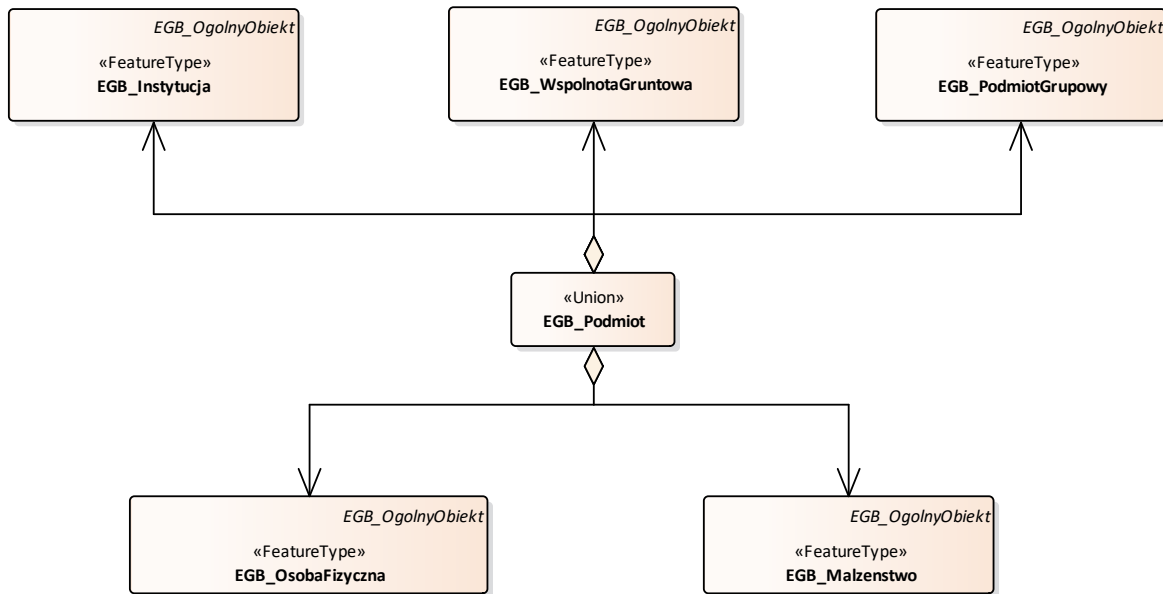 EGB_OgolnyObiekt
«FeatureType»
EGB_Instytucja
EGB_OgolnyObiekt
«FeatureType»
EGB_WspolnotaGruntowa
EGB_OgolnyObiekt
«FeatureType»
EGB_PodmiotGrupowy
«Union»
EGB_Podmiot
EGB_OgolnyObiekt
«FeatureType»
EGB_OsobaFizyczna
EGB_OgolnyObiekt
«FeatureType»
EGB_Malzenstwo